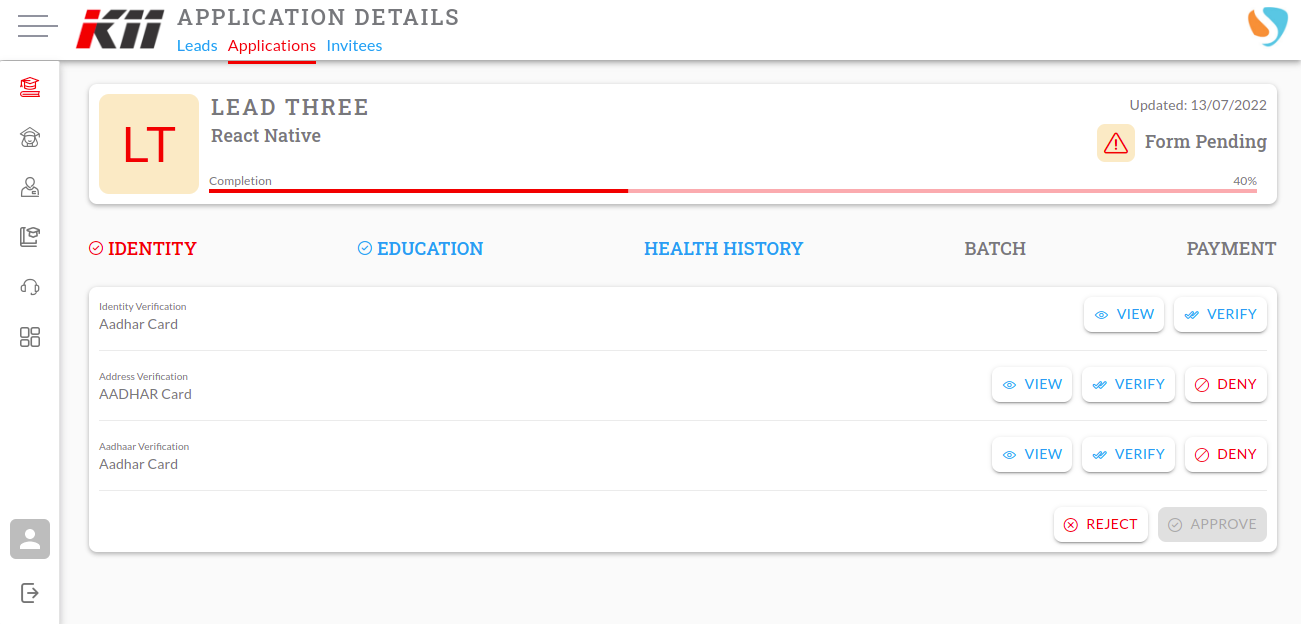 KII APPLICATION DETAILS
Leads Applications Invitees
LT
LEAD THREE
React Native
Updated: 13/07/2022
Form Pending
Completion 40%
IDENTITY EDUCATION HEALTH HISTORY BATCH PAYMENT
Identity Verification
Aadhar Card
VIEW VERIFY
Address Verification
AADHAR Card
VIEW VERIFY DENY
Aadhaar Verification
Aadhar Card
VIEW VERIFY DENY
REJECT APPROVE